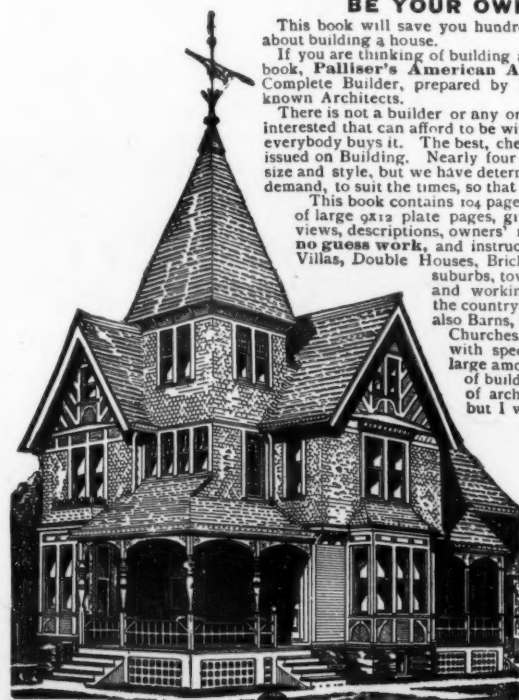 BE YOUR OWN
This book will save you hundre
about building a house.
If you are thinking of building a
book, Palliser's American A
Complete Builder, prepared by
known Architects.
There is not a builder or any or
interested that can afford to be wi
everybody buys it. The best, che
issued on Building. Nearly four
size and style, but we have determ
demand, to suit the times, so that
This book contains 104 page
of large 9X12 plate pages, gi
views, descriptions, owners'
no guess work, and instruc
Villas, Double Houses, Brick
suburbs, tow
and workin
the country
also Barns,
Churches
with spec
large amo
of build
of arch
but I w